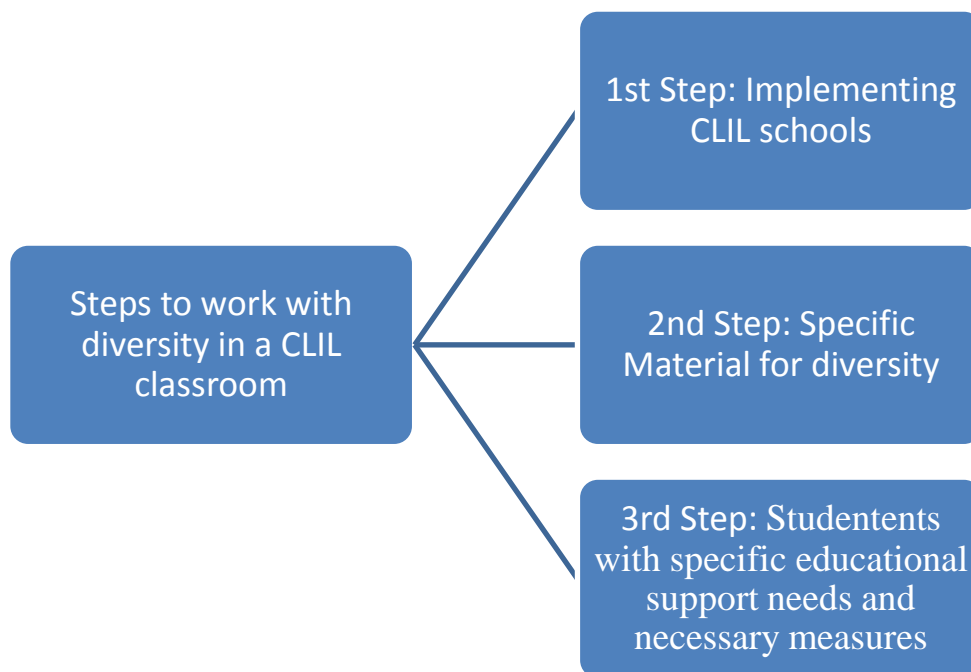 Steps to work with
diversity in a CLIL
classroom
1st Step: Implementing
CLIL schools
2nd Step: Specific
Material for diversity
3rd Step: Studentents
with specific educational
support needs and
necessary measures